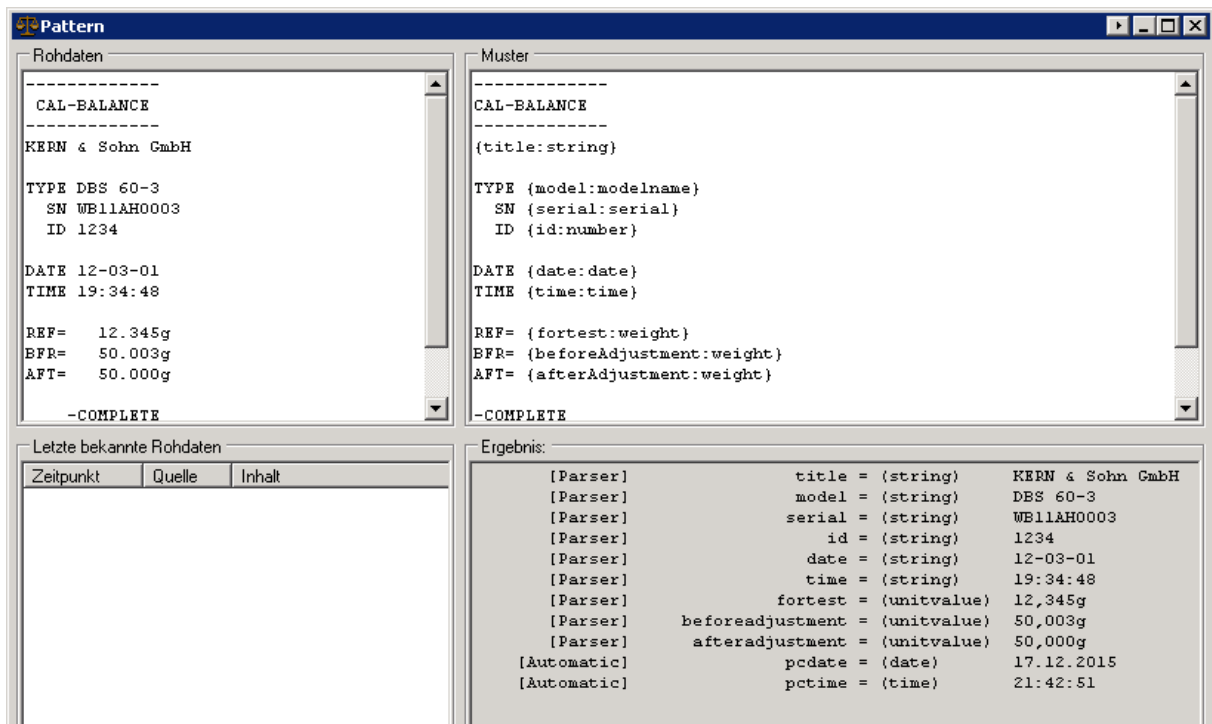 Pattern
Rohdaten
-------------
CAL-BALANCE
-------------
KERN & Sohn GmbH
TYPE DBS 60-3
SN WB11AH0003
ID 1234
DATE 12-03-01
TIME 19:34:48
REF= 12.345g
BFR= 50.003g
AFT= 50.000g
-COMPLETE
Muster
-------------
CAL-BALANCE
-------------
{title:string}
TYPE {model:modelname}
SN {serial:serial}
ID {id:number}
DATE {date:date}
TIME {time:time}
REF= {fortest:weight}
BFR= {beforeAdjustment:weight}
AFT= {afterAdjustment:weight}
-COMPLETE
Letzte bekannte Rohdaten
Zeitpunkt Quelle Inhalt
Ergebnis:
[Parser] title = (string) KERN & Sohn GmbH
[Parser] model = (string) DBS 60-3
[Parser] serial = (string) WB11AH0003
[Parser] id = (string) 1234
[Parser] date = (string) 12-03-01
[Parser] time = (string) 19:34:48
[Parser] fortest = (unitvalue) 12,345g
[Parser] beforeadjustment = (unitvalue) 50,003g
[Parser] afteradjustment = (unitvalue) 50,000g
[Automatic] pcdate = (date) 17.12.2015
[Automatic] pctime = (time) 21:42:51